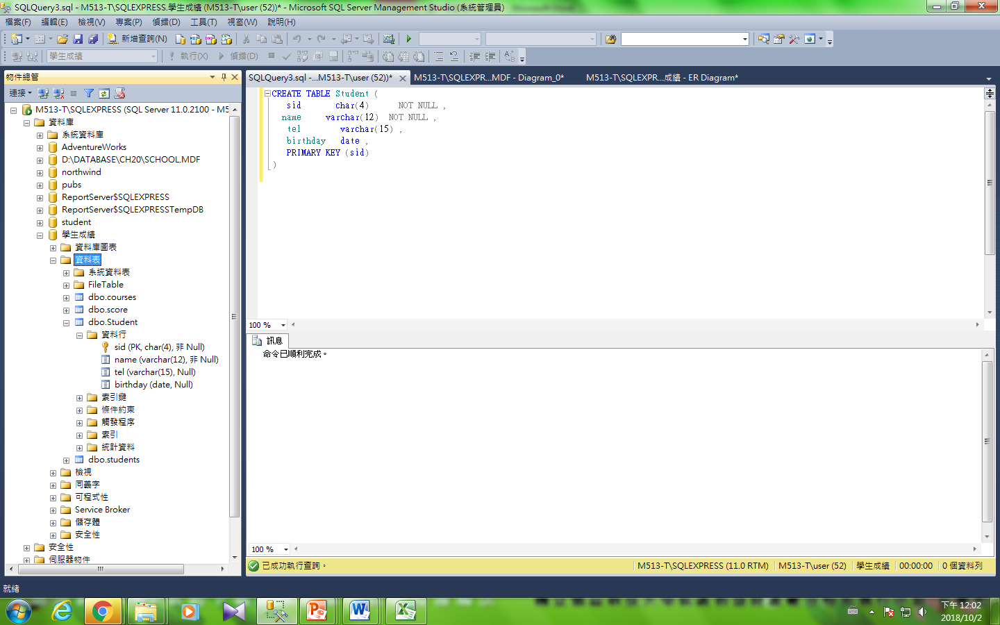 SQLQuery3.sql - M513-T\SQLEXPRESS.學生成績 (M513-T\user (52))* - Microsoft SQL Server Management Studio (系統管理員)
檔案(F) 編輯(E) 檢視(V) 專案(P) 偵錯(D) 工具(T) 視窗(W) 說明(H)
新增查詢(N)
學生成績 執行(X) 偵錯(D)
物件總管
連接
M513-T\SQLEXPRESS (SQL Server 11.0.2100 - M5
資料庫
系統資料庫
AdventureWorks
D:\DATABASE\CH20\SCHOOL.MDF
northwind
pubs
ReportServer$SQLEXPRESS
ReportServer$SQLEXPRESSTempDB
student
學生成績
資料庫圖表
資料表
系統資料表
FileTable
dbo.courses
dbo.score
dbo.Student
資料行
sid (PK, char(4), 非 Null)
name (varchar(12), 非 Null)
tel (varchar(15), Null)
birthday (date, Null)
索引鍵
條件約束
觸發程序
索引
統計資料
dbo.students
檢視
同義字
可程式性
Service Broker
儲存體
安全性
安全性
伺服器物件
SQLQuery3.sql -...M513-T\user (52))* M513-T\SQLEXPR...MDF - Diagram_0* M513-T\SQLEXPR...成績 - ER Diagram*
CREATE TABLE Student (
sid char(4) NOT NULL ,
name varchar(12) NOT NULL ,
tel varchar(15) ,
birthday date ,
PRIMARY KEY (sid)
)
100 %
訊息
命令已順利完成。
100 %
已成功執行查詢。 M513-T\SQLEXPRESS (11.0 RTM) M513-T\user (52) 學生成績 00:00:00 0 個資料列
就緒
下午 12:02
2018/10/2